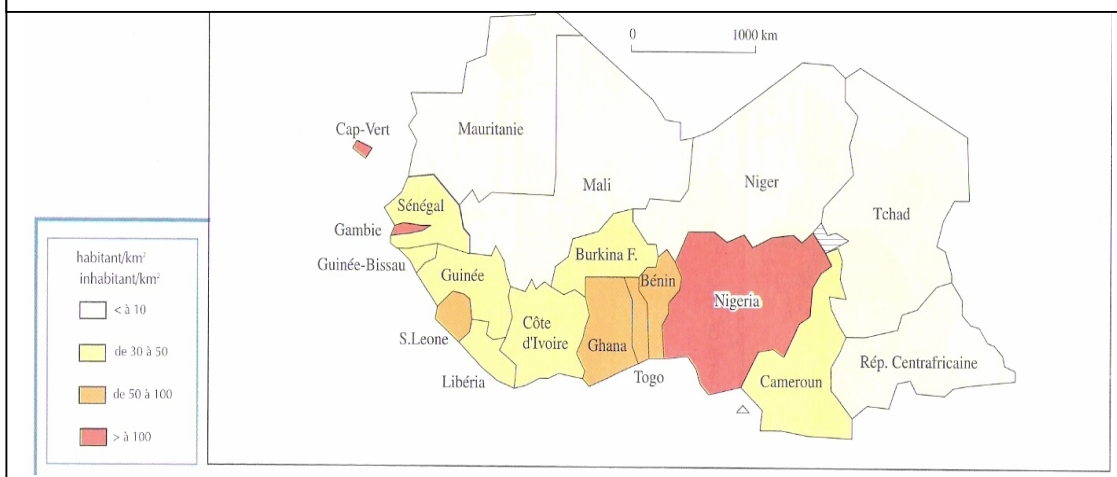 0 1000 km
Cap-Vert
Mauritanie
Mali
Niger
Tchad
Sénégal
Gambie
Guinée-Bissau
Guinée
Burkina F.
Bénin
Nigeria
S.Leone
Côte
d'Ivoire
Ghana
Libéria
Togo
Cameroun
Rép. Centrafricaine
habitant/km²
inhabitant/km²
< à 10
de 30 à 50
de 50 à 100
> à 100